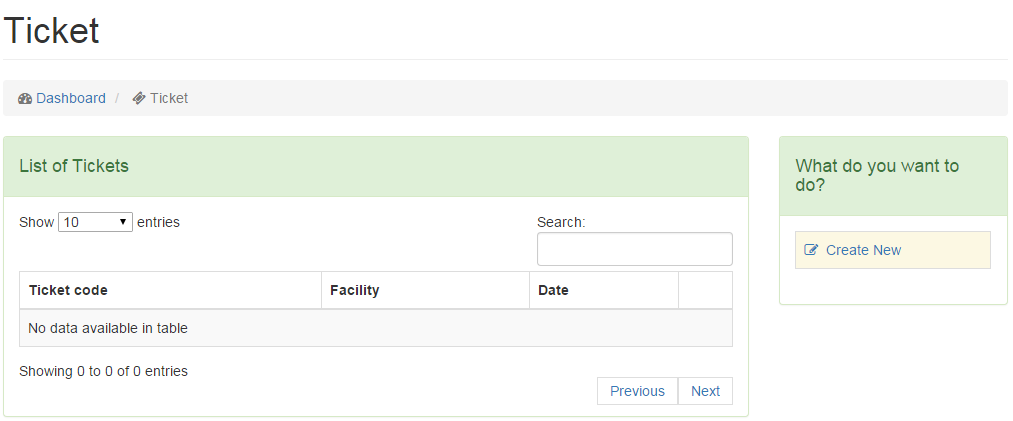 Ticket
Dashboard / Ticket
List of Tickets
Show 10 entries
Search:
Ticket code Facility Date
No data available in table
Showing 0 to 0 of 0 entries
Previous Next
What do you want to
do?
Create New